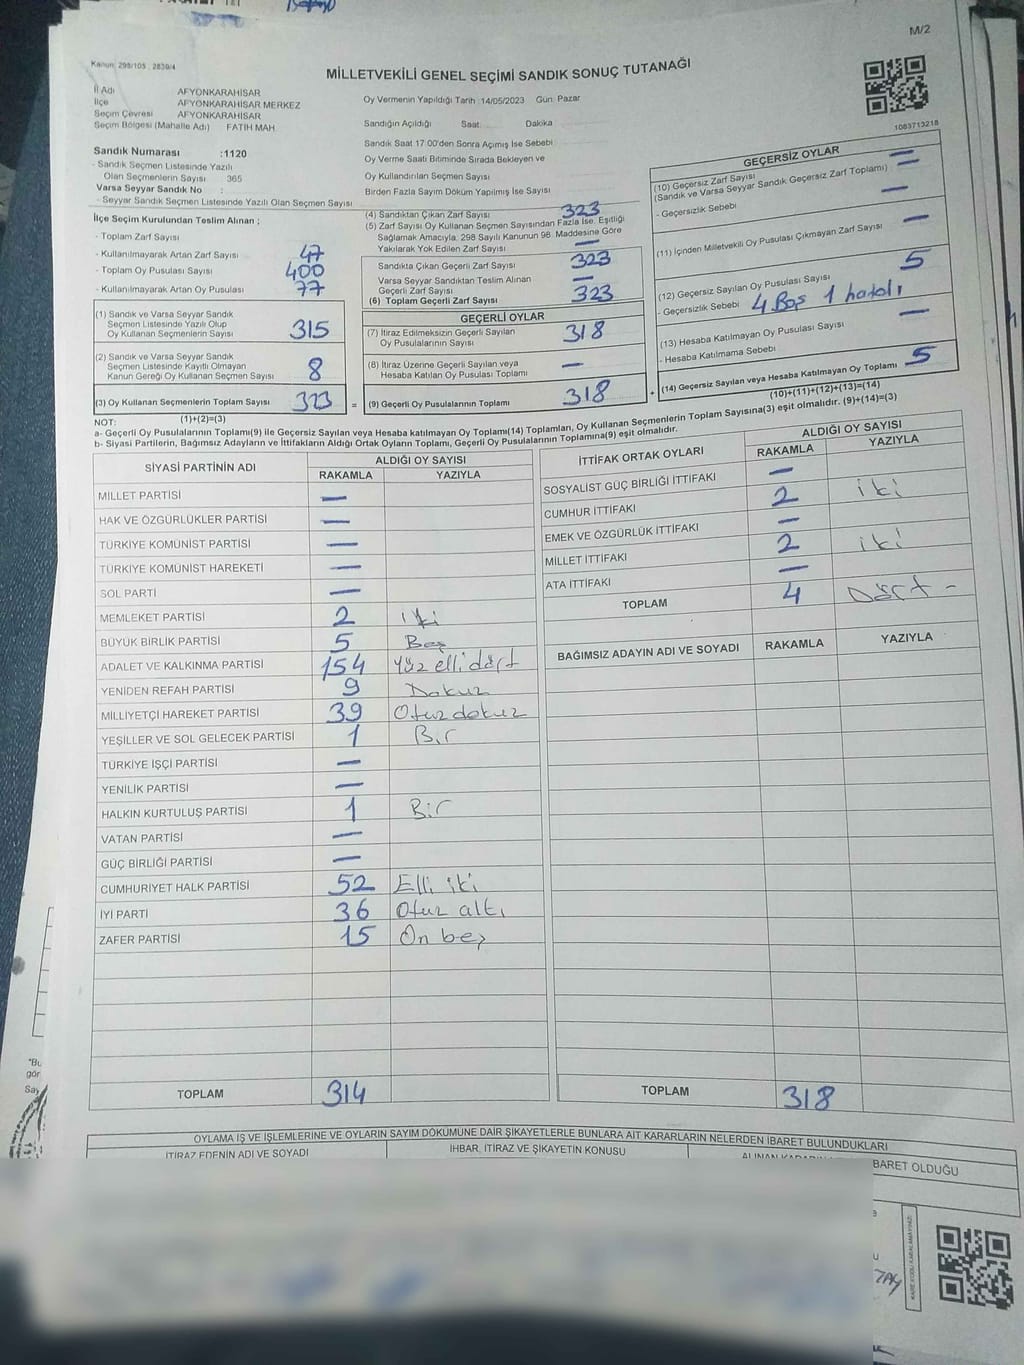 M/2
Kanun: 298/105 , 2839/4
MİLLETVEKİLİ GENEL SEÇİMİ SANDIK SONUÇ TUTANAĞI
İl Adı AFYONKARAHİSAR
İlçe AFYONKARAHİSAR MERKEZ
Seçim Çevresi AFYONKARAHİSAR
Seçim Bölgesi (Mahalle Adı) FATİH MAH.
Sandık Numarası :1120
- Sandık Seçmen Listesinde Yazılı
Olan Seçmenlerin Sayısı 365
Varsa Seyyar Sandık No :
- Seyyar Sandık Seçmen Listesinde Yazılı Olan Seçmen Sayısı
Oy Vermenin Yapıldığı Tarih :14/05/2023 Gün: Pazar
Sandığın Açıldığı Saat Dakika
Sandık Saat 17:00'den Sonra Açımış İse Sebebi
Oy Verme Saati Bitiminde Sırada Bekleyen ve
Oy Kullandırılan Seçmen Sayısı
Birden Fazla Sayım Döküm Yapılmış İse Sayısı
1083713218
İlçe Seçim Kurulundan Teslim Alınan ;
- Toplam Zarf Sayısı
- Kullanılmayarak Artan Zarf Sayısı 47
- Toplam Oy Pusulası Sayısı 400
- Kullanılmayarak Artan Oy Pusulası 77
(1) Sandık ve Varsa Seyyar Sandık
Seçmen Listesinde Yazılı Olup
Oy Kullanan Seçmenlerin Sayısı 315
(2) Sandık ve Varsa Seyyar Sandık
Seçmen Listesinde Kayıtlı Olmayan
Kanun Gereği Oy Kullanan Seçmen Sayısı 8
(3) Oy Kullanan Seçmenlerin Toplam Sayısı 323
(1)+(2)=(3)
(4) Sandıktan Çıkan Zarf Sayısı 323
(5) Zarf Sayısı Oy Kullanan Seçmen Sayısından Fazla İse, Eşitliği
Sağlamak Amacıyla, 298 Sayılı Kanunun 98. Maddesine Göre
Yakılarak Yok Edilen Zarf Sayısı —
Sandıkta Çıkan Geçerli Zarf Sayısı 323
Varsa Seyyar Sandıktan Teslim Alınan
Geçerli Zarf Sayısı —
(6) Toplam Geçerli Zarf Sayısı 323
GEÇERLİ OYLAR
(7) İtiraz Edilmeksizin Geçerli Sayılan
Oy Pusulalarının Sayısı 318
(8) İtiraz Üzerine Geçerli Sayılan veya
Hesaba Katılan Oy Pusulası Toplamı —
= (9) Geçerli Oy Pusulalarının Toplamı 318 +
GEÇERSİZ OYLAR
(10) Geçersiz Zarf Sayısı —
(Sandık ve Varsa Seyyar Sandık Geçersiz Zarf Toplamı) —
- Geçersizlik Sebebi —
(11) İçinden Milletvekili Oy Pusulası Çıkmayan Zarf Sayısı —
(12) Geçersiz Sayılan Oy Pusulası Sayısı 5
- Geçersizlik Sebebi 4 Boş 1 hatalı
(13) Hesaba Katılmayan Oy Pusulası Sayısı —
- Hesaba Katılmama Sebebi
(14) Geçersiz Sayılan veya Hesaba Katılmayan Oy Toplamı 5
(10)+(11)+(12)+(13)=(14)
NOT:
a- Geçerli Oy Pusulalarının Toplamı(9) ile Geçersiz Sayılan veya Hesaba katılmayan Oy Toplamı(14) Toplamları, Oy Kullanan Seçmenlerin Toplam Sayısına(3) eşit olmalıdır. (9)+(14)=(3)
b- Siyasi Partilerin, Bağımsız Adayların ve İttifakların Aldığı Ortak Oyların Toplamı, Geçerli Oy Pusulalarının Toplamına(9) eşit olmalıdır.
SİYASİ PARTİNİN ADI ALDIĞI OY SAYISI
RAKAMLA YAZIYLA
MİLLET PARTİSİ —
HAK VE ÖZGÜRLÜKLER PARTİSİ —
TÜRKİYE KOMÜNİST PARTİSİ —
TÜRKİYE KOMÜNİST HAREKETİ —
SOL PARTİ —
MEMLEKET PARTİSİ 2 iki
BÜYÜK BİRLİK PARTİSİ 5 Beş
ADALET VE KALKINMA PARTİSİ 154 Yüz elli dört
YENİDEN REFAH PARTİSİ 9 Dokuz
MİLLİYETÇİ HAREKET PARTİSİ 39 Otuz dokuz
YEŞİLLER VE SOL GELECEK PARTİSİ 1 Bir
TÜRKİYE İŞÇİ PARTİSİ —
YENİLİK PARTİSİ —
HALKIN KURTULUŞ PARTİSİ 1 Bir
VATAN PARTİSİ —
GÜÇ BİRLİĞİ PARTİSİ —
CUMHURİYET HALK PARTİSİ 52 Elli iki
İYİ PARTİ 36 Otuz altı
ZAFER PARTİSİ 15 On beş
TOPLAM 314
İTTİFAK ORTAK OYLARI ALDIĞI OY SAYISI
RAKAMLA YAZIYLA
SOSYALİST GÜÇ BİRLİĞİ İTTİFAKI —
CUMHUR İTTİFAKI 2 iki
EMEK VE ÖZGÜRLÜK İTTİFAKI —
MİLLET İTTİFAKI 2 iki
ATA İTTİFAKI —
TOPLAM 4 Dört -
BAĞIMSIZ ADAYIN ADI VE SOYADI RAKAMLA YAZIYLA
TOPLAM 318
OYLAMA İŞ VE İŞLEMLERİNE VE OYLARIN SAYIM DÖKÜMÜNE DAİR ŞİKAYETLERLE BUNLARA AİT KARARLARIN NELERDEN İBARET BULUNDUKLARI
İTİRAZ EDENİN ADI VE SOYADI İHBAR, İTİRAZ VE ŞİKAYETİN KONUSU ALINAN BARET OLDUĞU